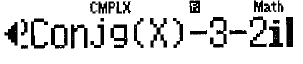 CMPLX D Math
Conjg(X)-3-2i